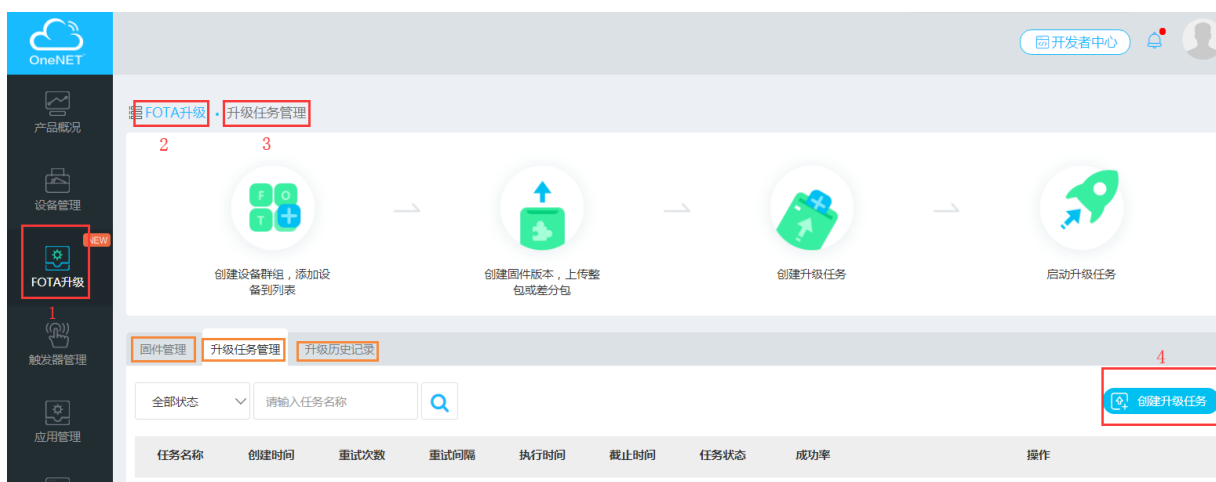 OneNET
开发者中心
产品概况
FOTA升级 · 升级任务管理
2
3
设备管理
NEW
FOTA升级
1
F O
T
创建设备群组，添加设
备到列表
创建固件版本，上传整
包或差分包
创建升级任务
启动升级任务
触发器管理
固件管理 升级任务管理 升级历史记录
4
全部状态 请输入任务名称
创建升级任务
应用管理
任务名称 创建时间 重试次数 重试间隔 执行时间 截止时间 任务状态 成功率 操作